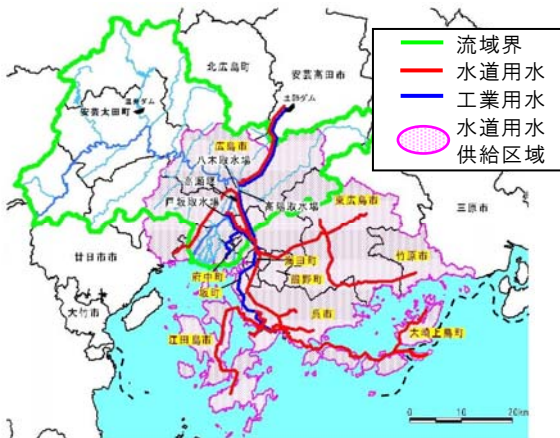 流域界
水道用水
工業用水
水道用水
供給区域
北広島町
安芸高田市
土師ダム
安芸太田町
温井ダム
広島市
八木取水場
高瀬堰
戸坂取水場
高陽取水場
東広島市
三原市
廿日市市
府中町
海田町
竹原市
坂町
熊野町
大竹市
呉市
江田島市
大崎上島町
0 10 20km